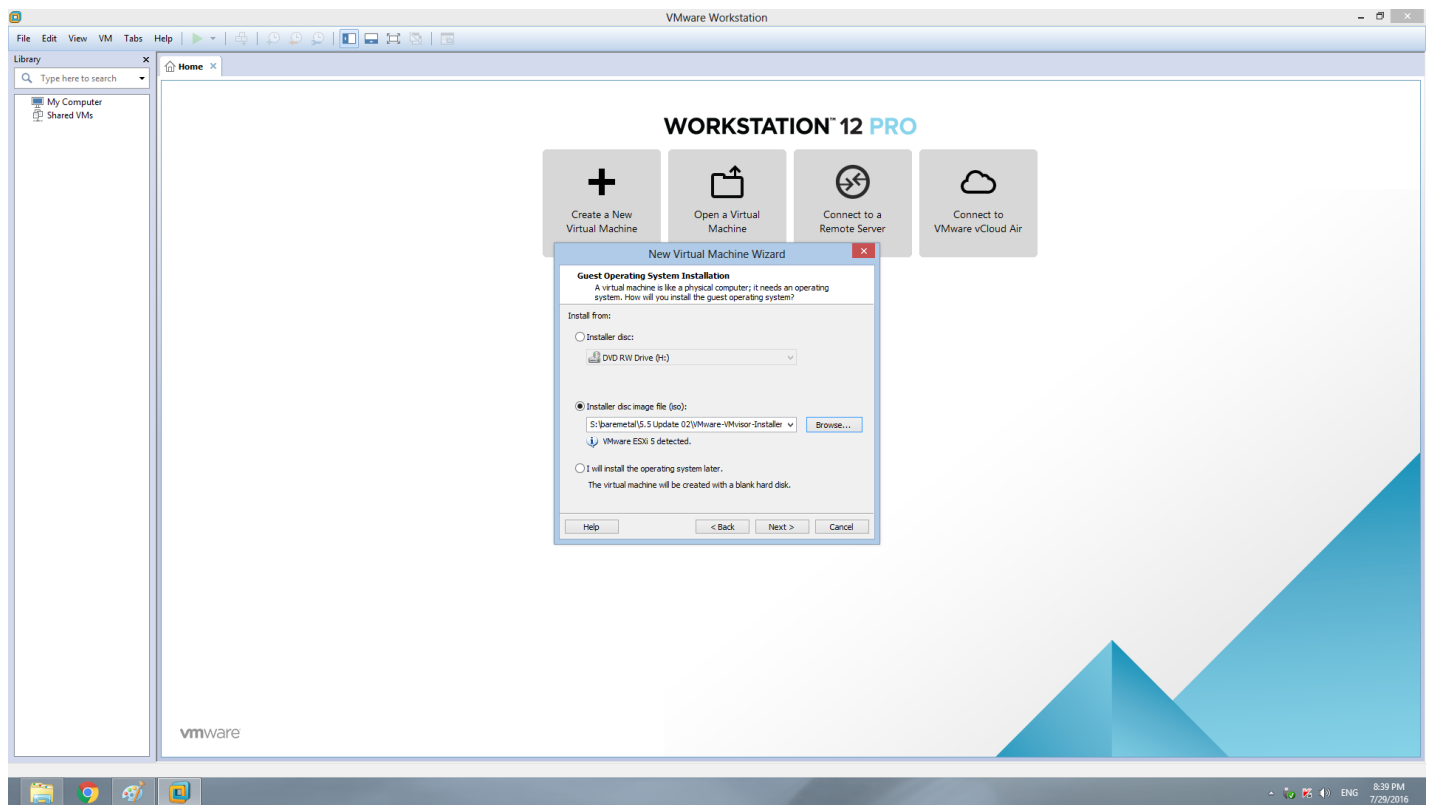 VMware Workstation
File Edit View VM Tabs Help
Library
Type here to search
My Computer
Shared VMs
Home
WORKSTATION™ 12 PRO
Create a New
Virtual Machine
Open a Virtual
Machine
Connect to a
Remote Server
Connect to
VMware vCloud Air
New Virtual Machine Wizard
Guest Operating System Installation
A virtual machine is like a physical computer; it needs an operating
system. How will you install the guest operating system?
Install from:
Installer disc:
DVD RW Drive (H:)
Installer disc image file (iso):
S:\baremetal\5.5 Update 02\VMware-VMvisor-Installer
Browse...
VMware ESXi 5 detected.
I will install the operating system later.
The virtual machine will be created with a blank hard disk.
Help
< Back
Next >
Cancel
vmware
ENG
8:39 PM
7/29/2016